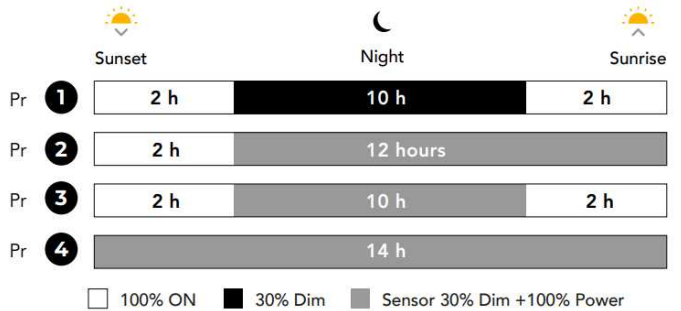 Sunset Night Sunrise
Pr 1 2 h 10 h 2 h
Pr 2 2 h 12 hours
Pr 3 2 h 10 h 2 h
Pr 4 14 h
100% ON 30% Dim Sensor 30% Dim +100% Power